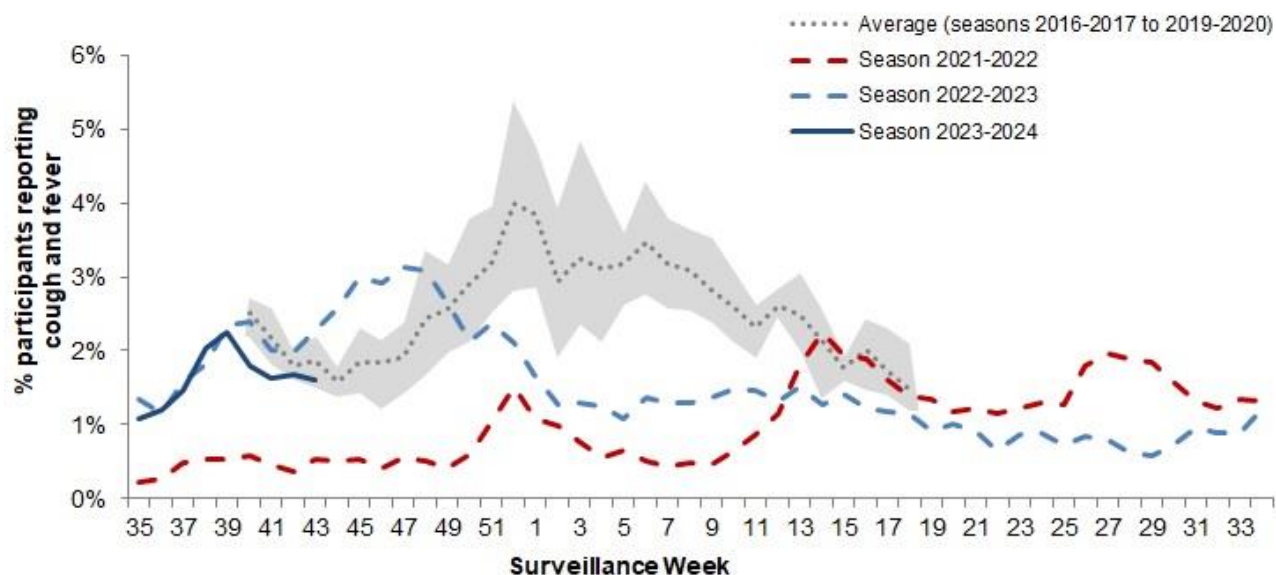 Average (seasons 2016-2017 to 2019-2020)
Season 2021-2022
Season 2022-2023
Season 2023-2024
% participants reporting
cough and fever
6%
5%
4%
3%
2%
1%
0%
35 37 39 41 43 45 47 49 51 1 3 5 7 9 11 13 15 17 19 21 23 25 27 29 31 33
Surveillance Week